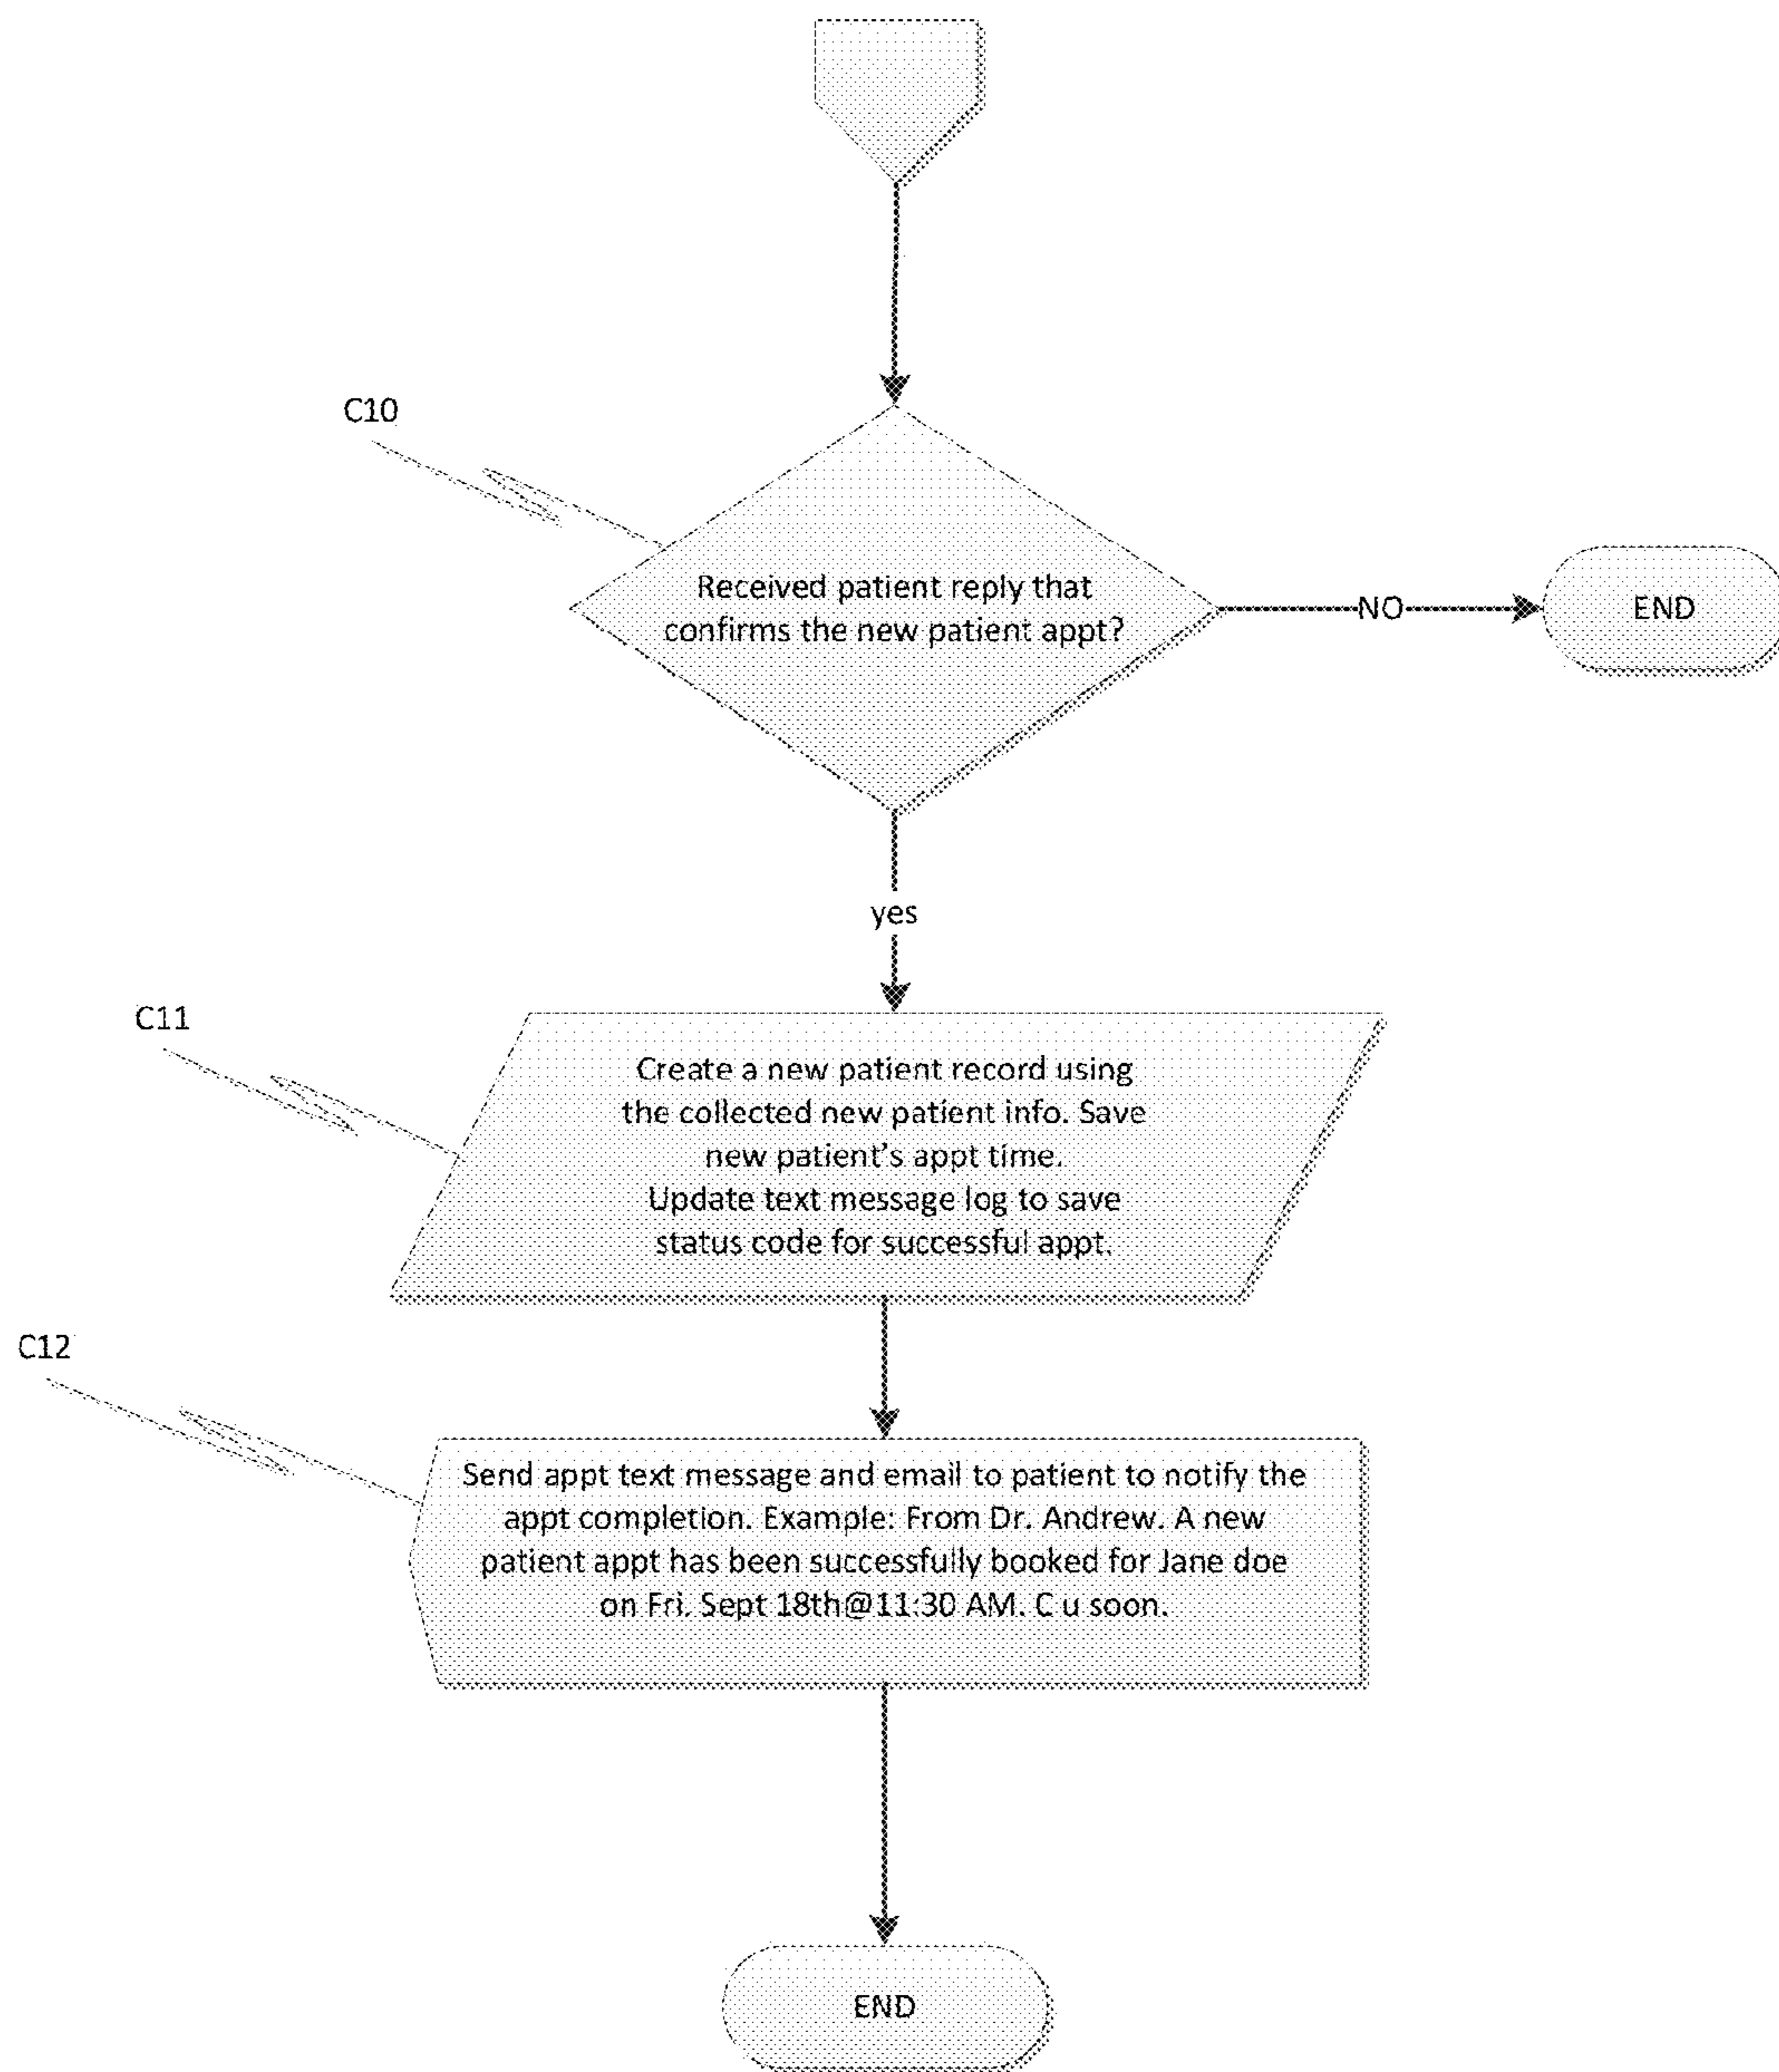 C10
Received patient reply that
confirms the new patient appt?
NO
END
yes
C11
Create a new patient record using
the collected new patient info. Save
new patient's appt time.
Update text message log to save
status code for successful appt.
C12
Send appt text message and email to patient to notify the
appt completion. Example: From Dr. Andrew. A new
patient appt has been successfully booked for Jane doe
on Fri. Sept 18th@11:30 AM. C u soon.
END